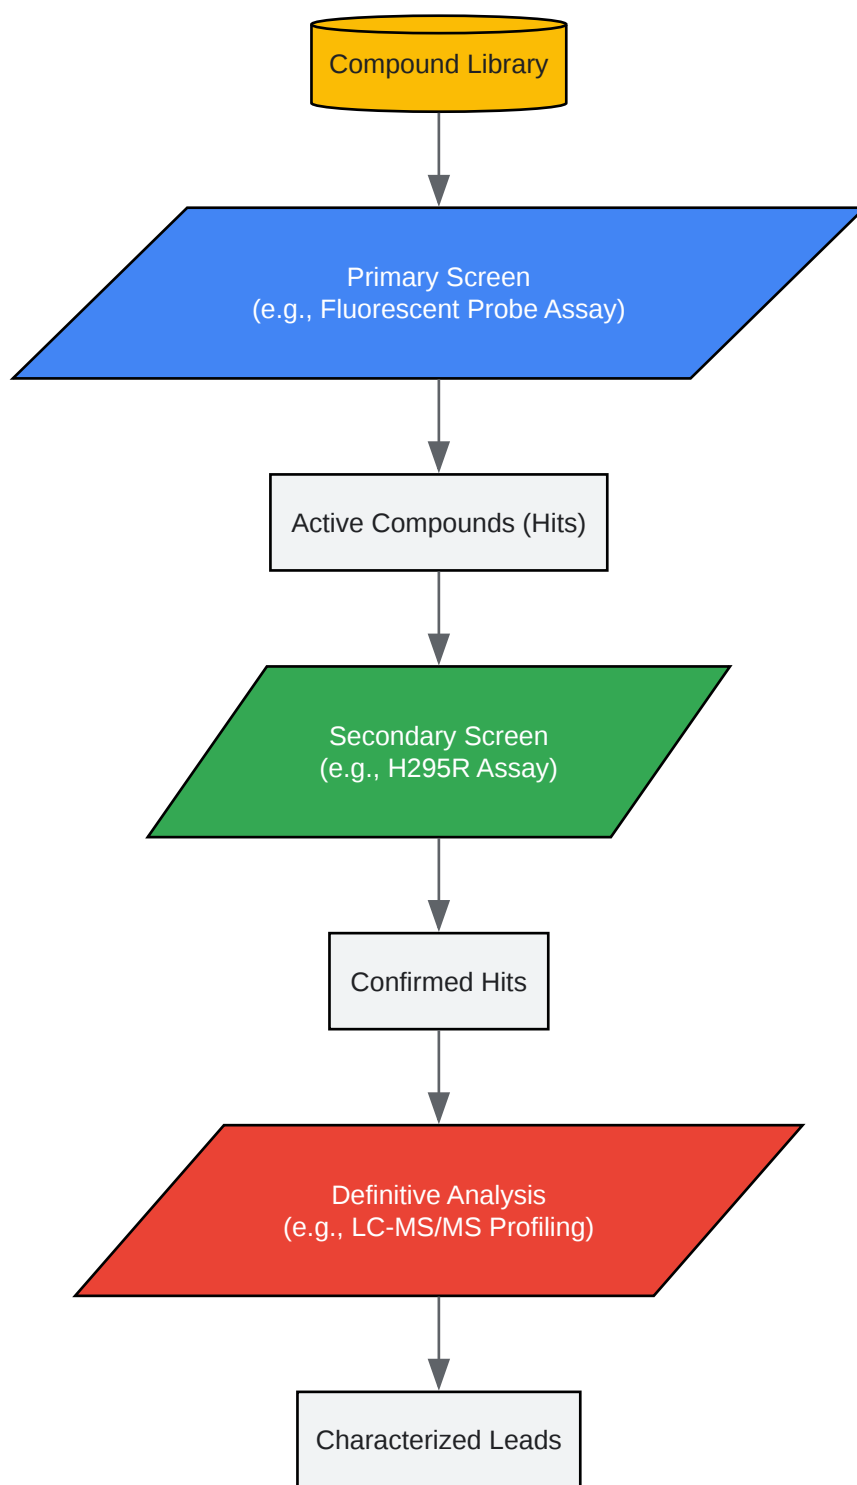 Compound Library
Primary Screen
(e.g., Fluorescent Probe Assay)
Active Compounds (Hits)
Secondary Screen
(e.g., H295R Assay)
Confirmed Hits
Definitive Analysis
(e.g., LC-MS/MS Profiling)
Characterized Leads